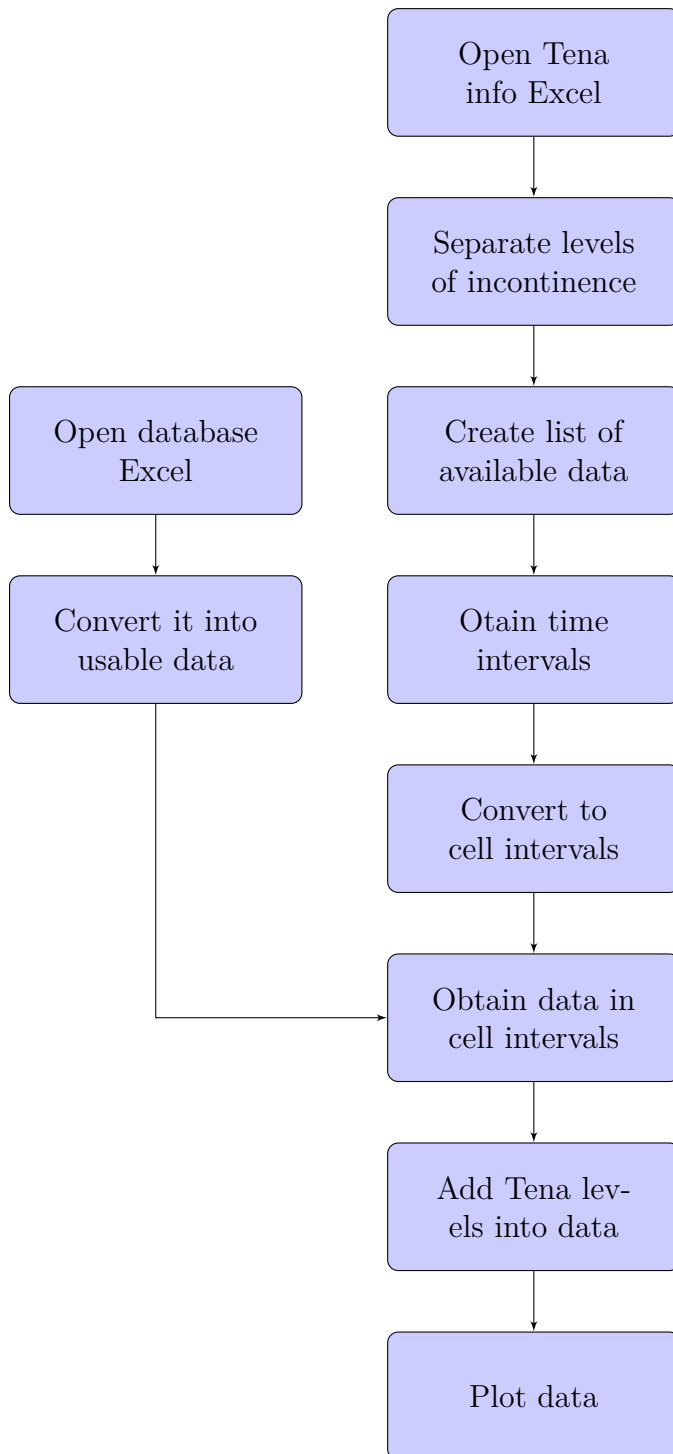 Open Tena
info Excel
Separate levels
of incontinence
Open database
Excel
Create list of
available data
Convert it into
usable data
Otain time
intervals
Convert to
cell intervals
Obtain data in
cell intervals
Add Tena lev-
els into data
Plot data